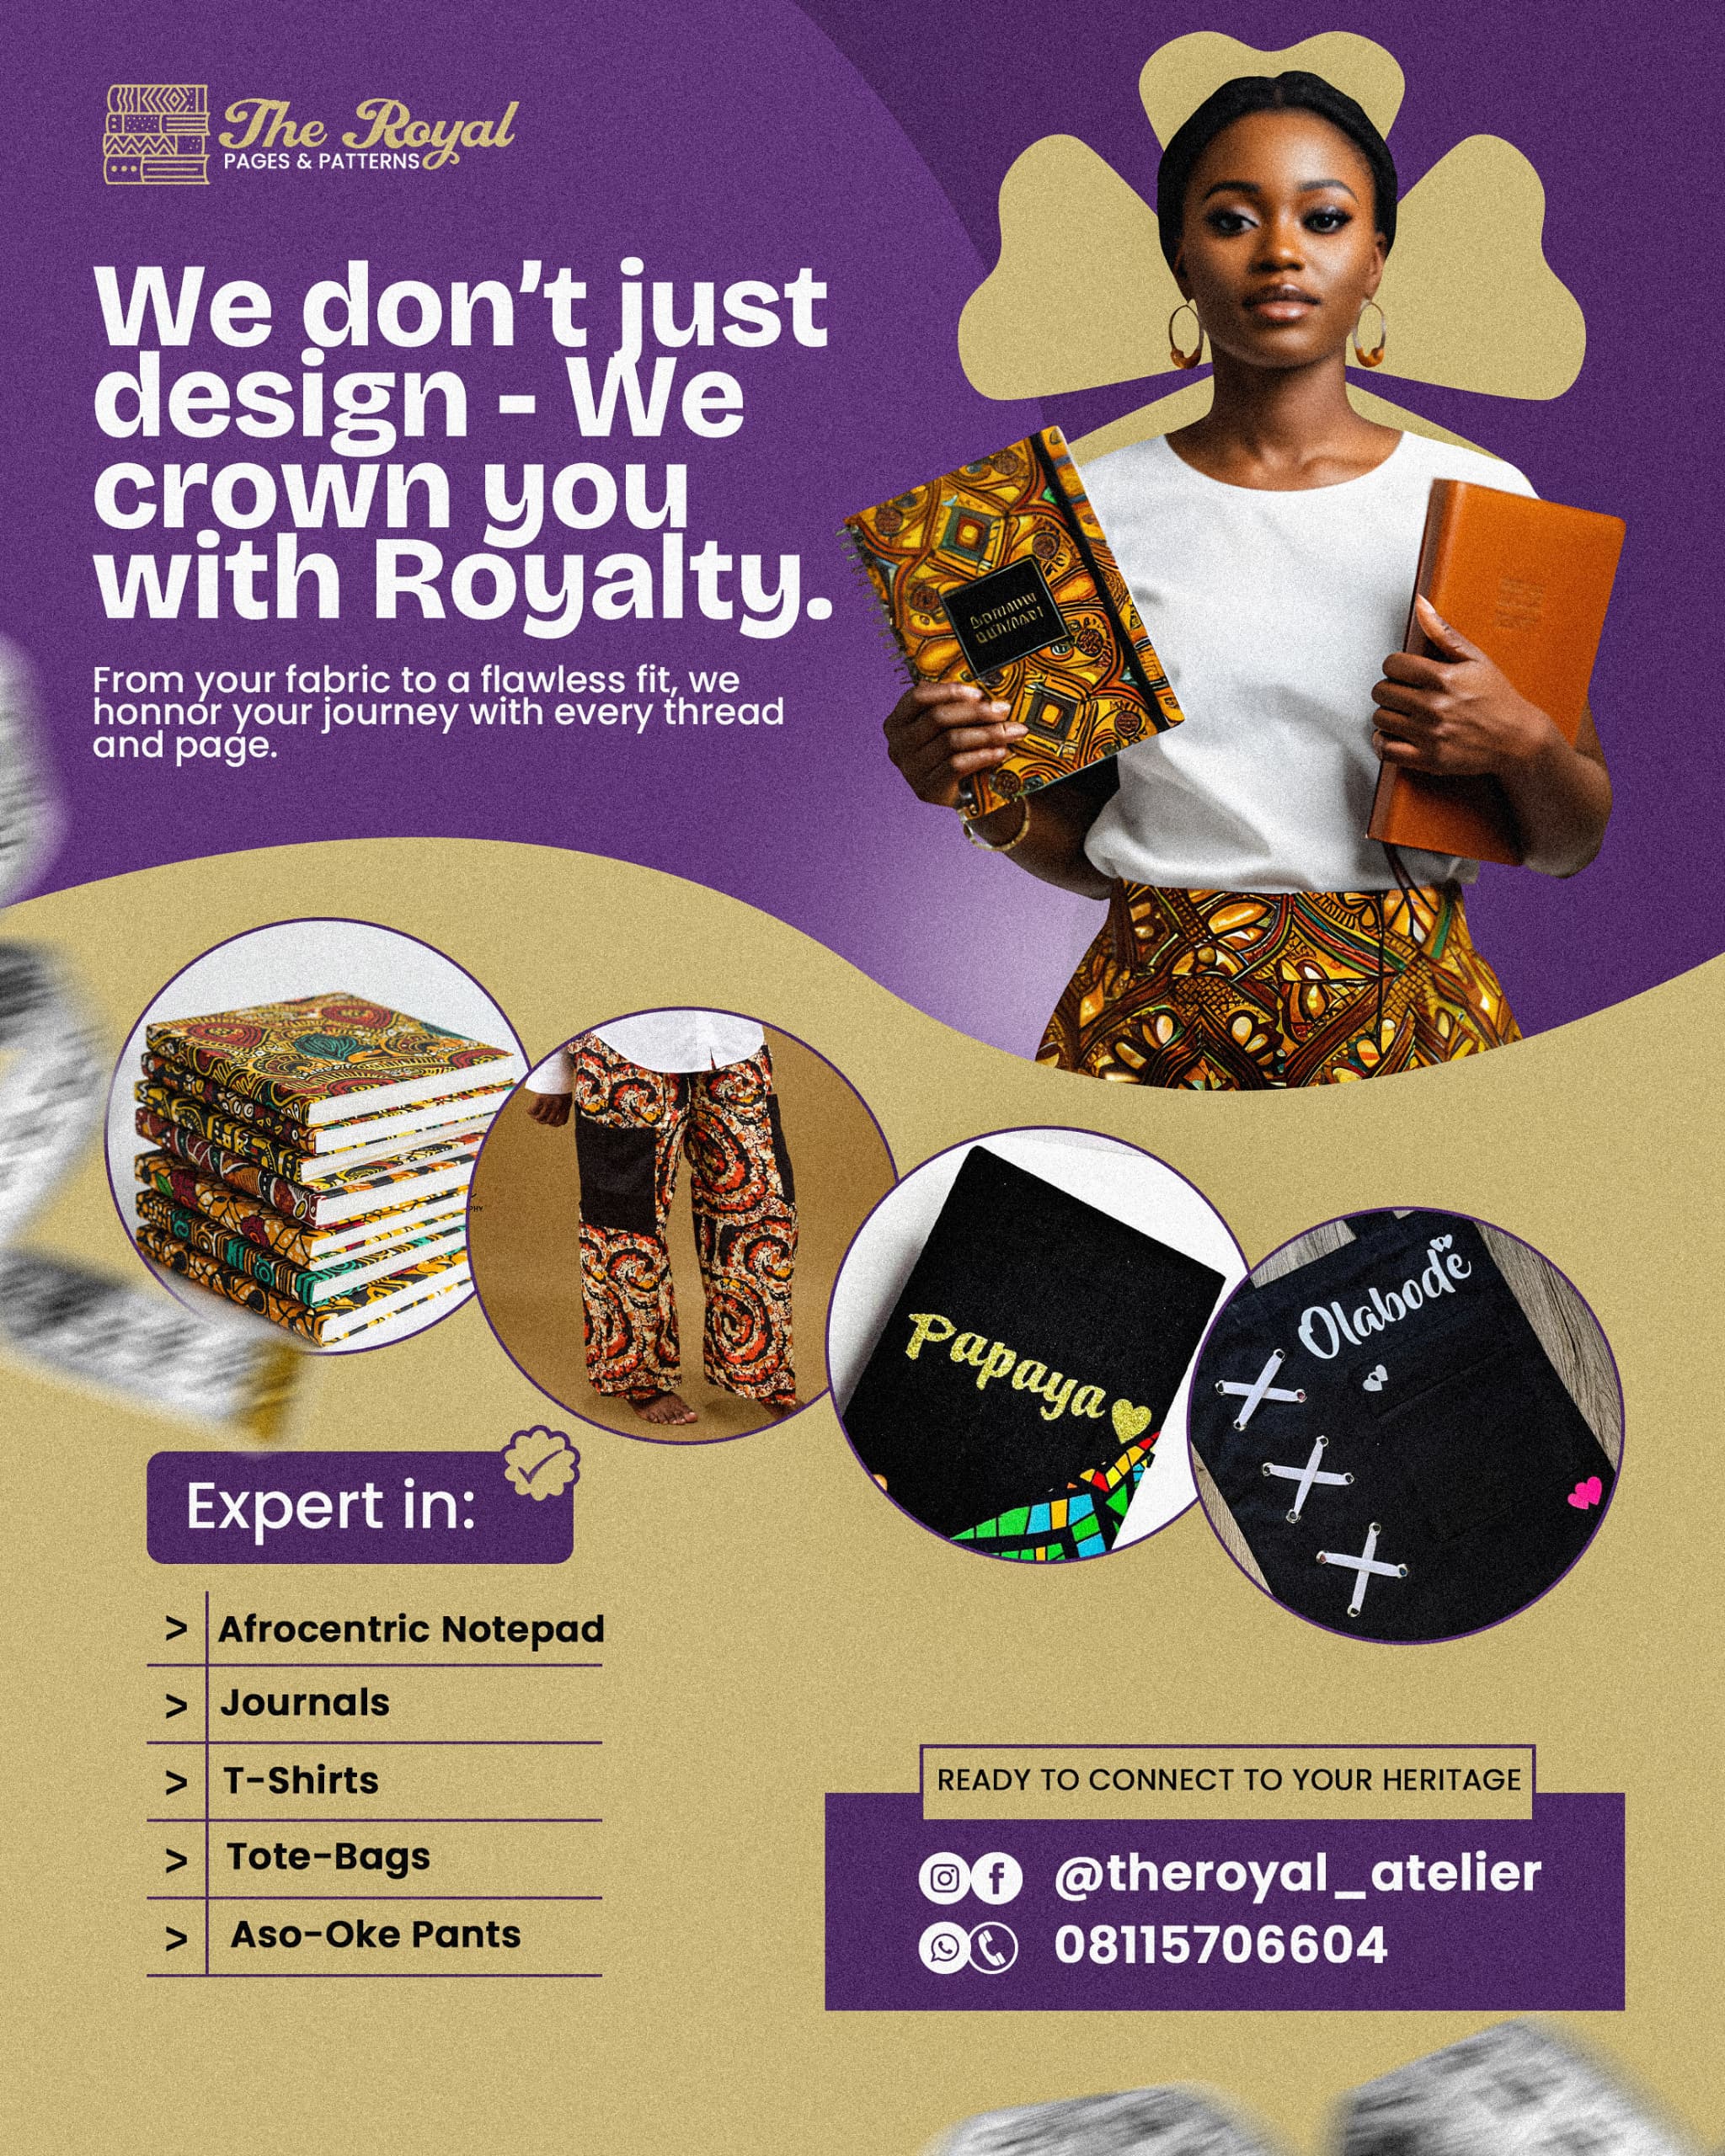 The Royal
PAGES & PATTERNS
We don't just
design - We
crown you
with Royalty.
From your fabric to a flawless fit, we
honnor your journey with every thread
and page.
Papaya
Olabodé
Expert in:
> Afrocentric Notepad
> Journals
> T-Shirts
> Tote-Bags
> Aso-Oke Pants
READY TO CONNECT TO YOUR HERITAGE
@theroyal_atelier
08115706604